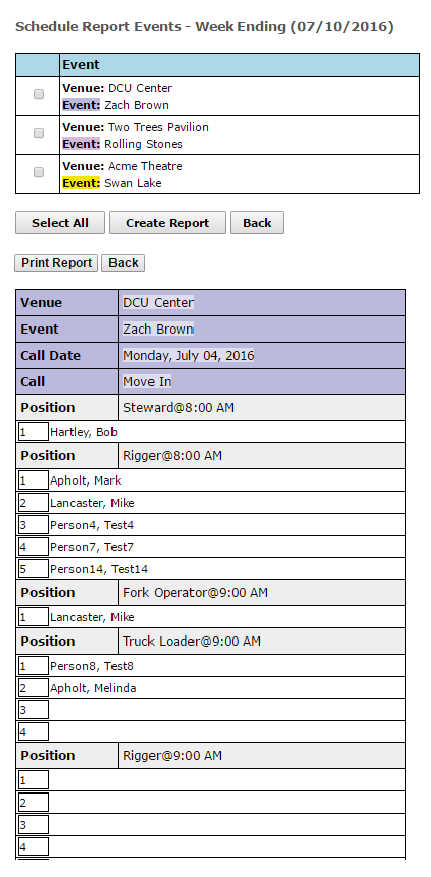 Schedule Report Events - Week Ending (07/10/2016)
Event
Venue: DCU Center
Event: Zach Brown
Venue: Two Trees Pavilion
Event: Rolling Stones
Venue: Acme Theatre
Event: Swan Lake
Select All Create Report Back
Print Report Back
Venue DCU Center
Event Zach Brown
Call Date Monday, July 04, 2016
Call Move In
Position Steward@8:00 AM
1 Hartley, Bob
Position Rigger@8:00 AM
1 Apholt, Mark
2 Lancaster, Mike
3 Person4, Test4
4 Person7, Test7
5 Person14, Test14
Position Fork Operator@9:00 AM
1 Lancaster, Mike
Position Truck Loader@9:00 AM
1 Person8, Test8
2 Apholt, Melinda
3
4
Position Rigger@9:00 AM
1
2
3
4